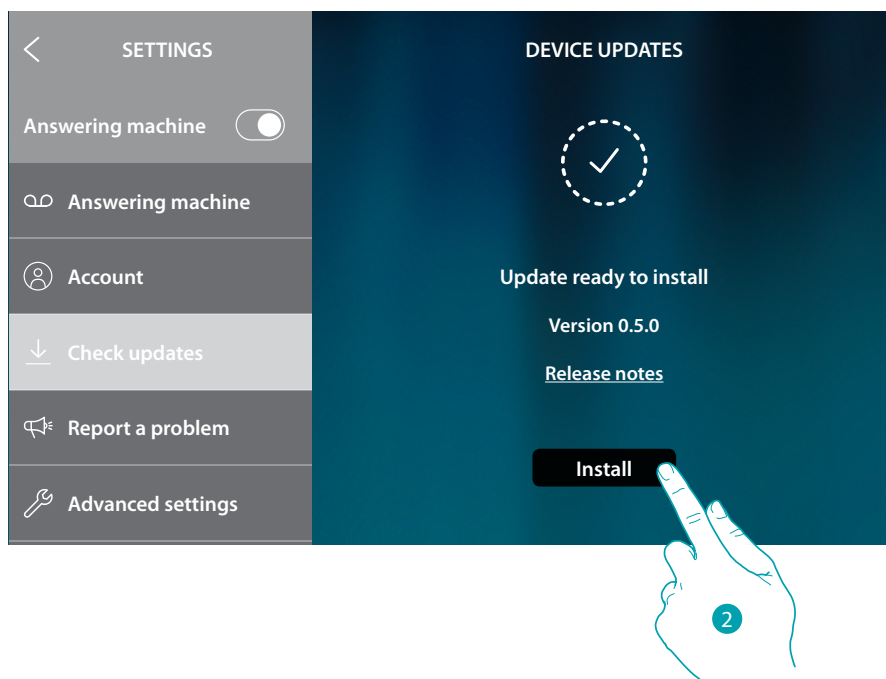 SETTINGS
Answering machine
Answering machine
Account
Check updates
Report a problem
Advanced settings
DEVICE UPDATES
Update ready to install
Version 0.5.0
Release notes
Install
2